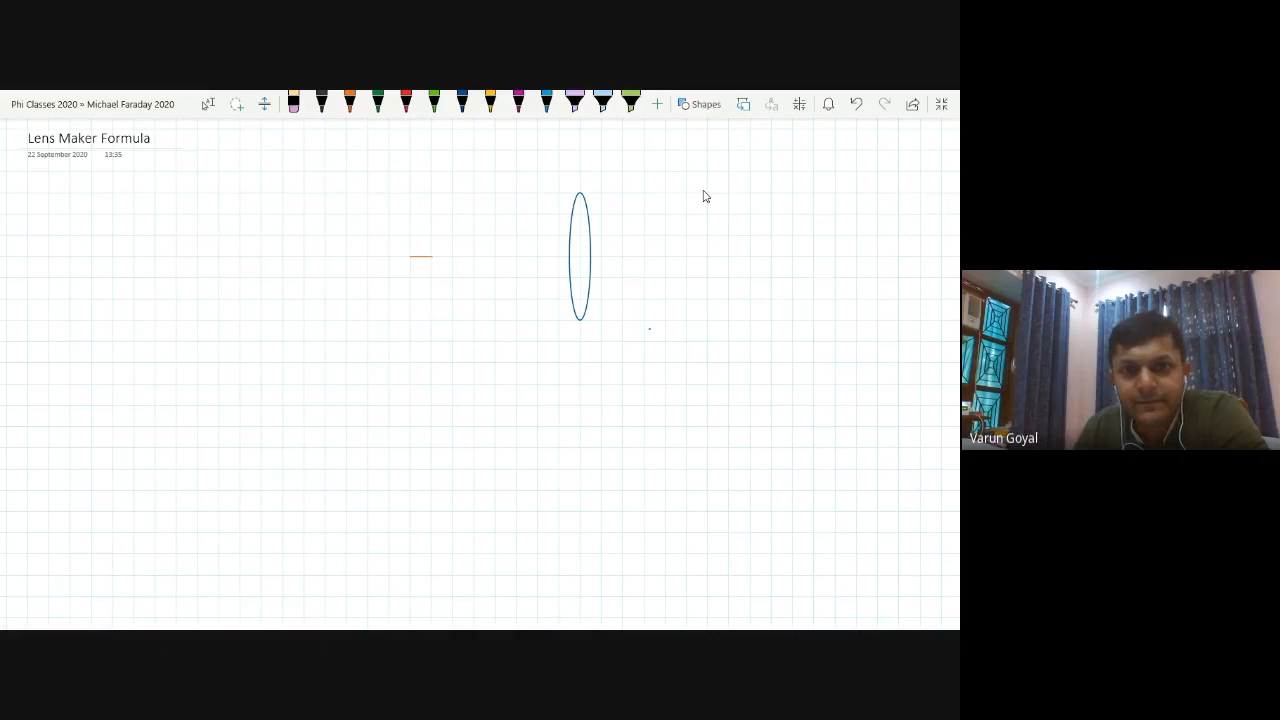 Phi Classes 2020 » Michael Faraday 2020
Shapes
Lens Maker Formula
22 September 2020 13:35
Varun Goyal